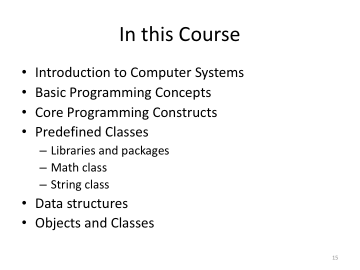 In this Course
• Introduction to Computer Systems
• Basic Programming Concepts
• Core Programming Constructs
• Predefined Classes
– Libraries and packages
– Math class
– String class
• Data structures
• Objects and Classes
15